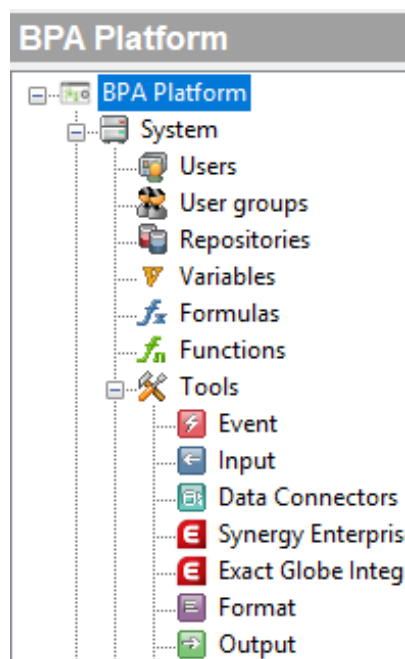 BPA Platform
BPA Platform
System
Users
User groups
Repositories
Variables
Formulas
Functions
Tools
Event
Input
Data Connectors
Synergy Enterpris
Exact Globe Integ
Format
Output